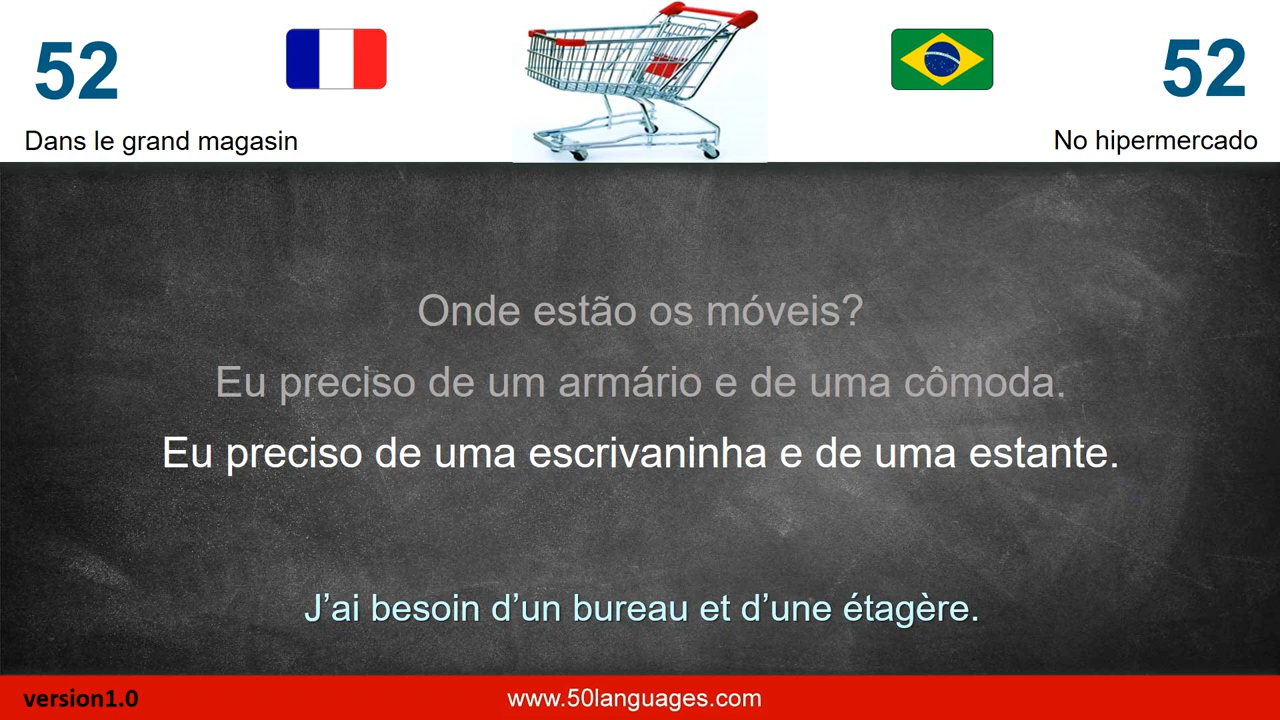 52
52
Dans le grand magasin
No hipermercado
Onde estão os móveis?
Eu preciso de um armário e de uma cômoda.
Eu preciso de uma escrivaninha e de uma estante.
J’ai besoin d’un bureau et d’une étagère.
version1.0
www.50languages.com